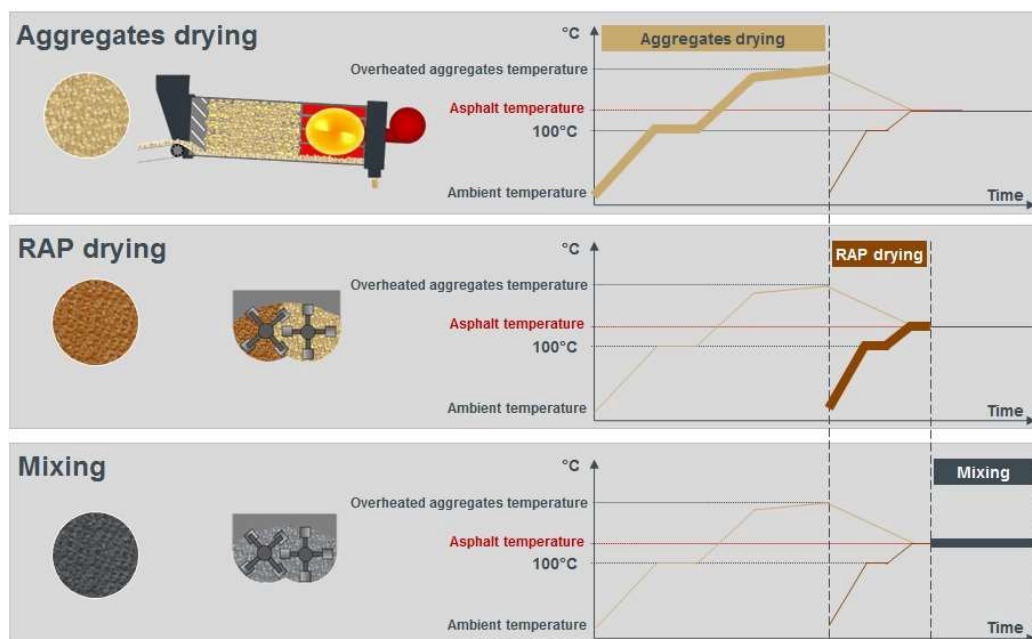 Aggregates drying
°C
Aggregates drying
Overheated aggregates temperature
Asphalt temperature
100°C
Ambient temperature
Time
RAP drying
°C
RAP drying
Overheated aggregates temperature
Asphalt temperature
100°C
Ambient temperature
Time
Mixing
°C
Mixing
Overheated aggregates temperature
Asphalt temperature
100°C
Ambient temperature
Time